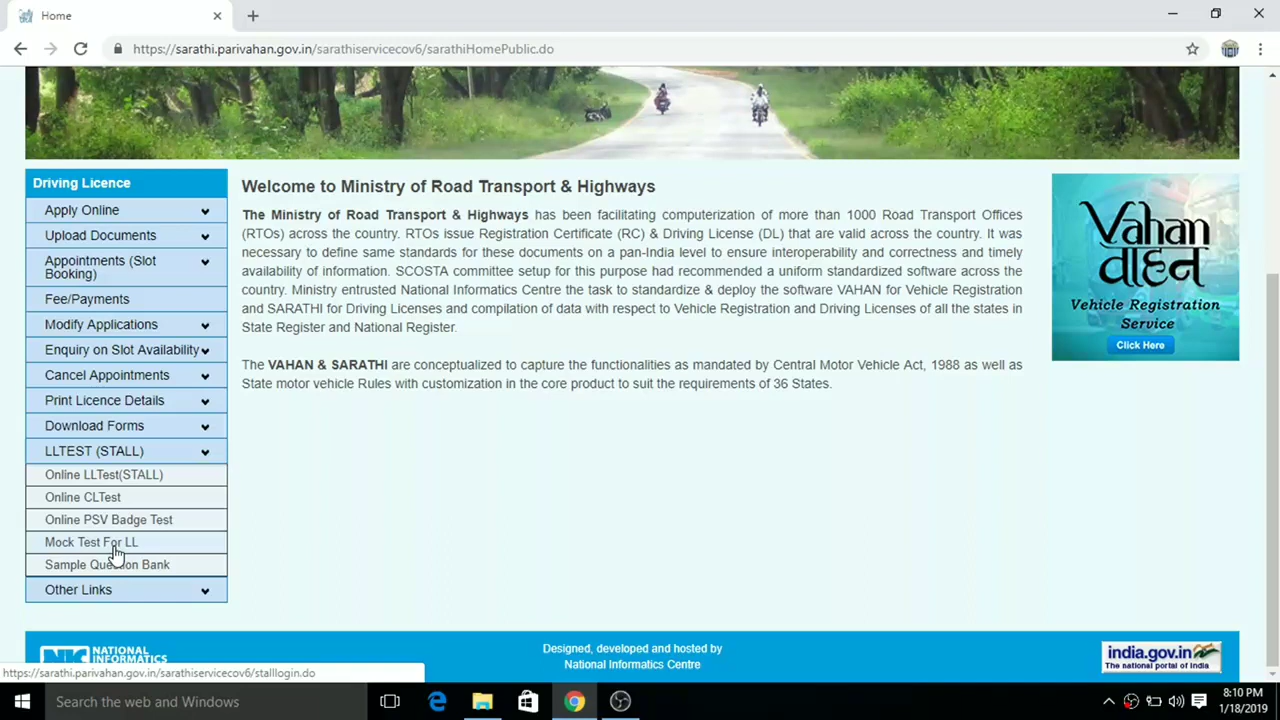 Home
https://sarathi.parivahan.gov.in/sarathiservicecov6/sarathiHomePublic.do
Driving Licence
Apply Online
Upload Documents
Appointments (Slot
Booking)
Fee/Payments
Modify Applications
Enquiry on Slot Availability
Cancel Appointments
Print Licence Details
Download Forms
LLTEST (STALL)
Online LLTest(STALL)
Online CLTest
Online PSV Badge Test
Mock Test For LL
Sample Question Bank
Other Links
Welcome to Ministry of Road Transport & Highways
The Ministry of Road Transport & Highways has been facilitating computerization of more than 1000 Road Transport Offices
(RTOs) across the country. RTOs issue Registration Certificate (RC) & Driving License (DL) that are valid across the country. It was
necessary to define same standards for these documents on a pan-India level to ensure interoperability and correctness and timely
availability of information. SCOSTA committee setup for this purpose had recommended a uniform standardized software across the
country. Ministry entrusted National Informatics Centre the task to standardize & deploy the software VAHAN for Vehicle Registration
and SARATHI for Driving Licenses and compilation of data with respect to Vehicle Registration and Driving Licenses of all the states in
State Register and National Register.
The VAHAN & SARATHI are conceptualized to capture the functionalities as mandated by Central Motor Vehicle Act, 1988 as well as
State motor vehicle Rules with customization in the core product to suit the requirements of 36 States.
Vahan
वाहन
Vehicle Registration
Service
Click Here
NIC NATIONAL
INFORMATICS
Designed, developed and hosted by
National Informatics Centre
india.gov.in
The national portal of India
https://sarathi.parivahan.gov.in/sarathiservicecov6/stalllogin.do
Search the web and Windows
8:10 PM
1/18/2019